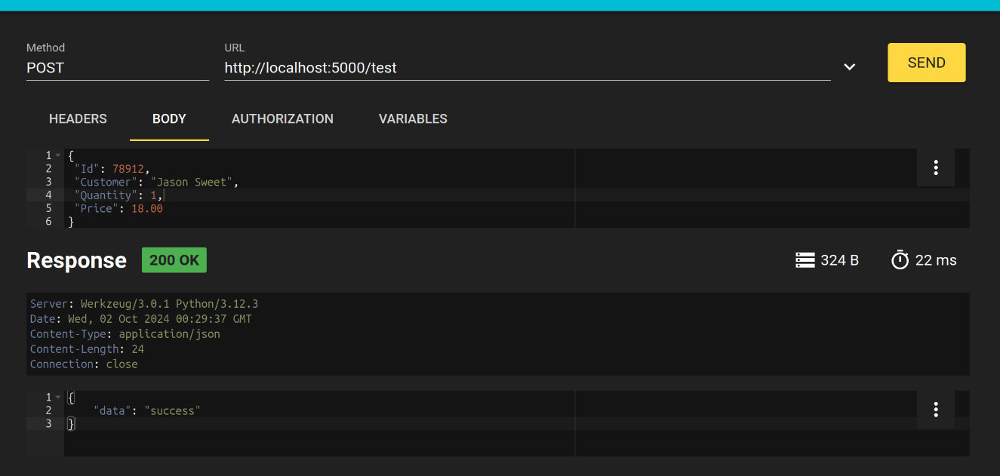 Method
URL
POST
http://localhost:5000/test
SEND
HEADERS
BODY
AUTHORIZATION
VARIABLES
1 {
2  "Id": 78912,
3  "Customer": "Jason Sweet",
4  "Quantity": 1,
5  "Price": 18.00
6 }
Response
200 OK
324 B
22 ms
Server: Werkzeug/3.0.1 Python/3.12.3
Date: Wed, 02 Oct 2024 00:29:37 GMT
Content-Type: application/json
Content-Length: 24
Connection: close
1 {
2     "data": "success"
3 }